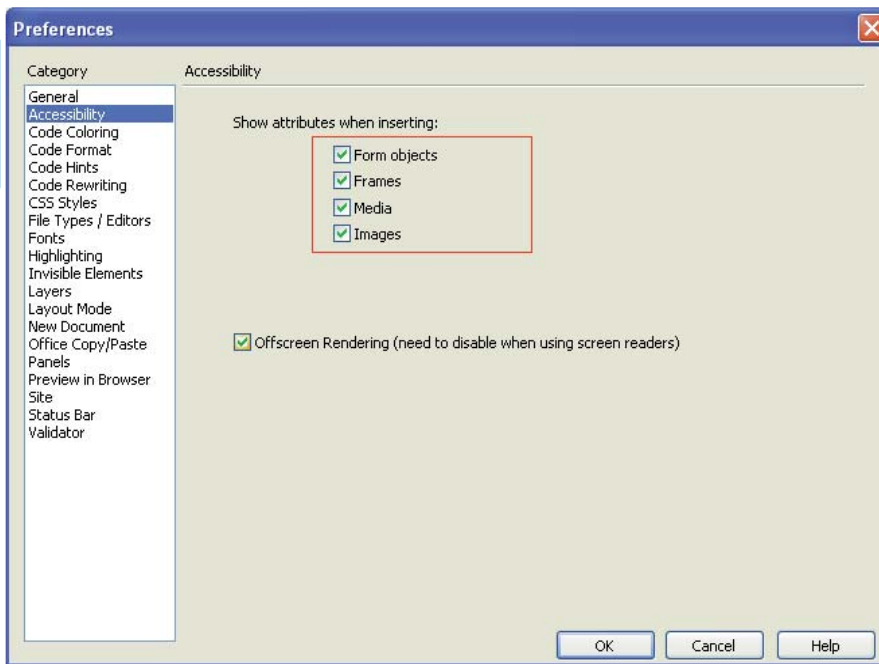 Preferences
Category
Accessibility
General
Accessibility
Code Coloring
Code Format
Code Hints
Code Rewriting
CSS Styles
File Types / Editors
Fonts
Highlighting
Invisible Elements
Layers
Layout Mode
New Document
Office Copy/Paste
Panels
Preview in Browser
Site
Status Bar
Validator
Show attributes when inserting:
Form objects
Frames
Media
Images
Offscreen Rendering (need to disable when using screen readers)
OK
Cancel
Help